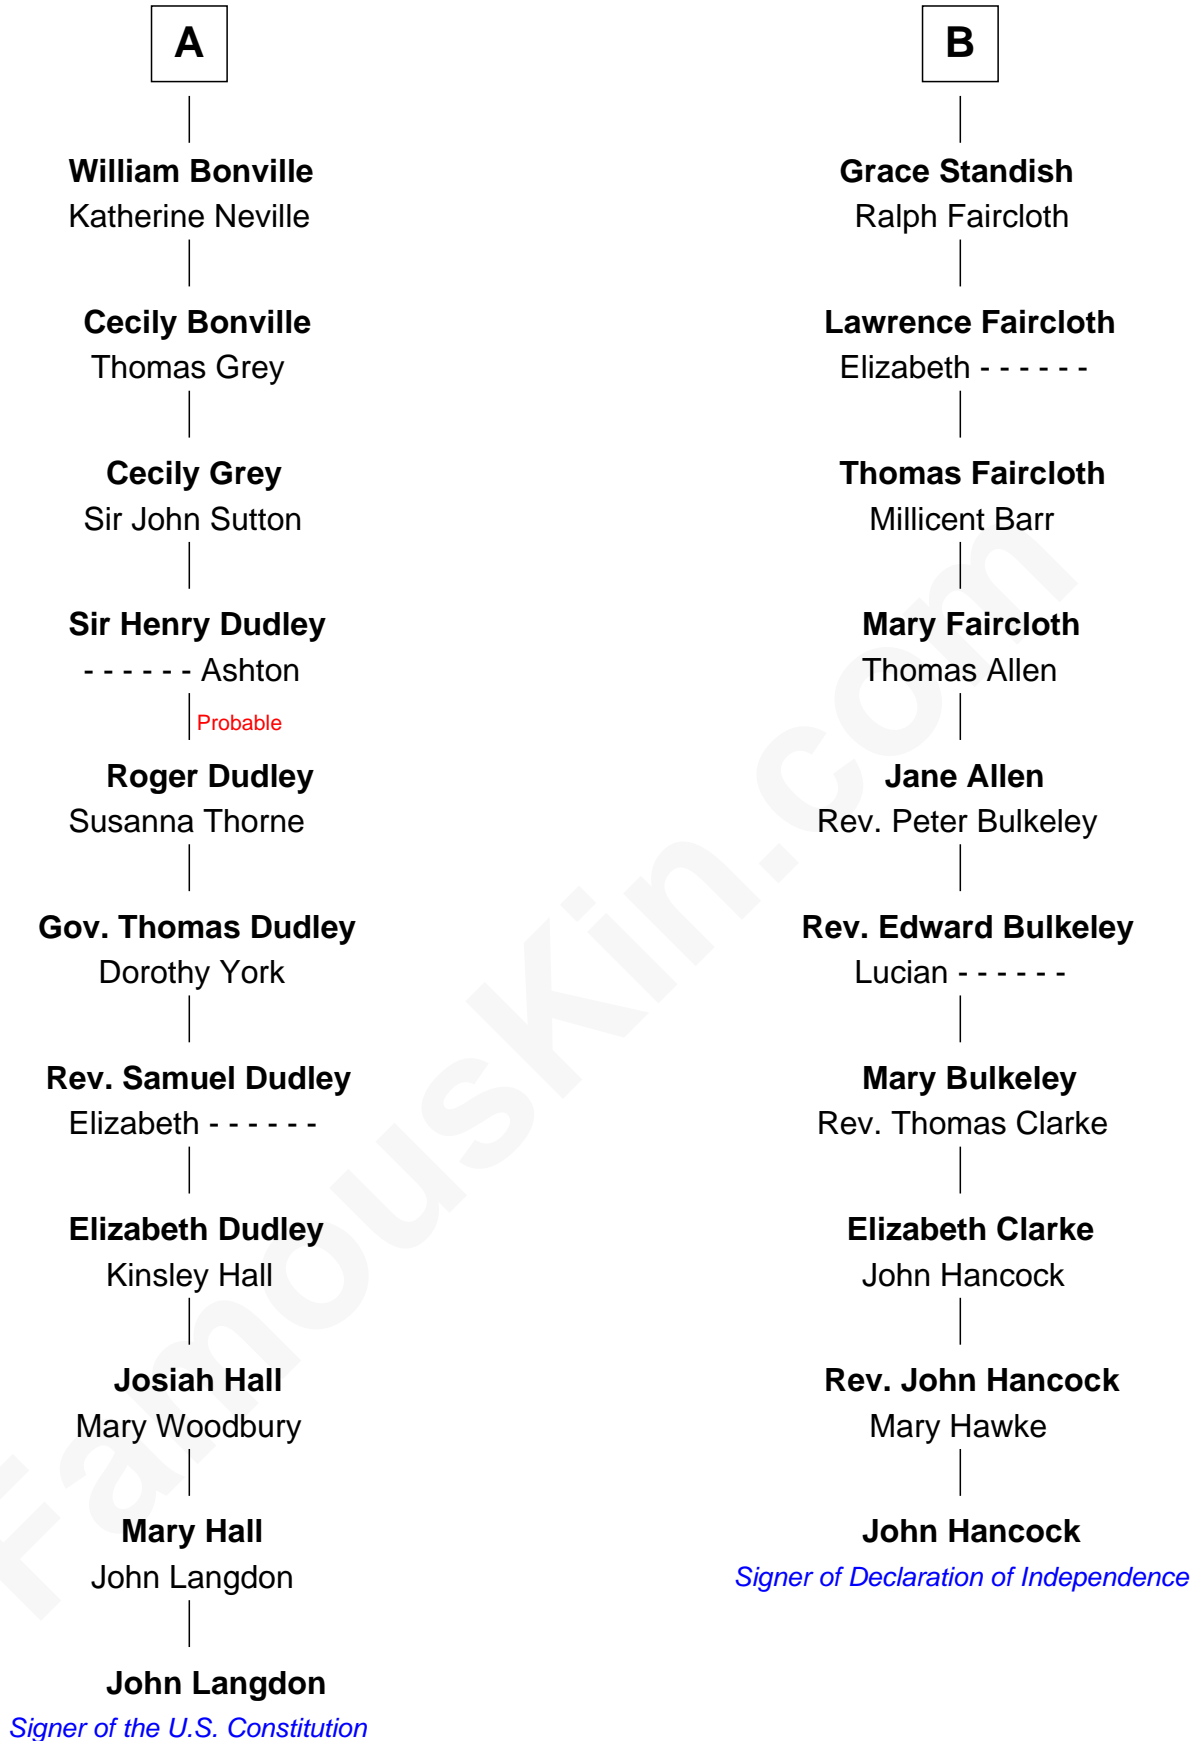 A
William Bonville
Katherine Neville
Cecily Bonville
Thomas Grey
Cecily Grey
Sir John Sutton
Sir Henry Dudley
- - - - - - Ashton
Probable
Roger Dudley
Susanna Thorne
Gov. Thomas Dudley
Dorothy York
Rev. Samuel Dudley
Elizabeth - - - - - -
Elizabeth Dudley
Kinsley Hall
Josiah Hall
Mary Woodbury
Mary Hall
John Langdon
John Langdon
Signer of the U.S. Constitution
B
Grace Standish
Ralph Faircloth
Lawrence Faircloth
Elizabeth - - - - - -
Thomas Faircloth
Millicent Barr
Mary Faircloth
Thomas Allen
Jane Allen
Rev. Peter Bulkeley
Rev. Edward Bulkeley
Lucian - - - - - -
Mary Bulkeley
Rev. Thomas Clarke
Elizabeth Clarke
John Hancock
Rev. John Hancock
Mary Hawke
John Hancock
Signer of Declaration of Independence
FamousKin.com